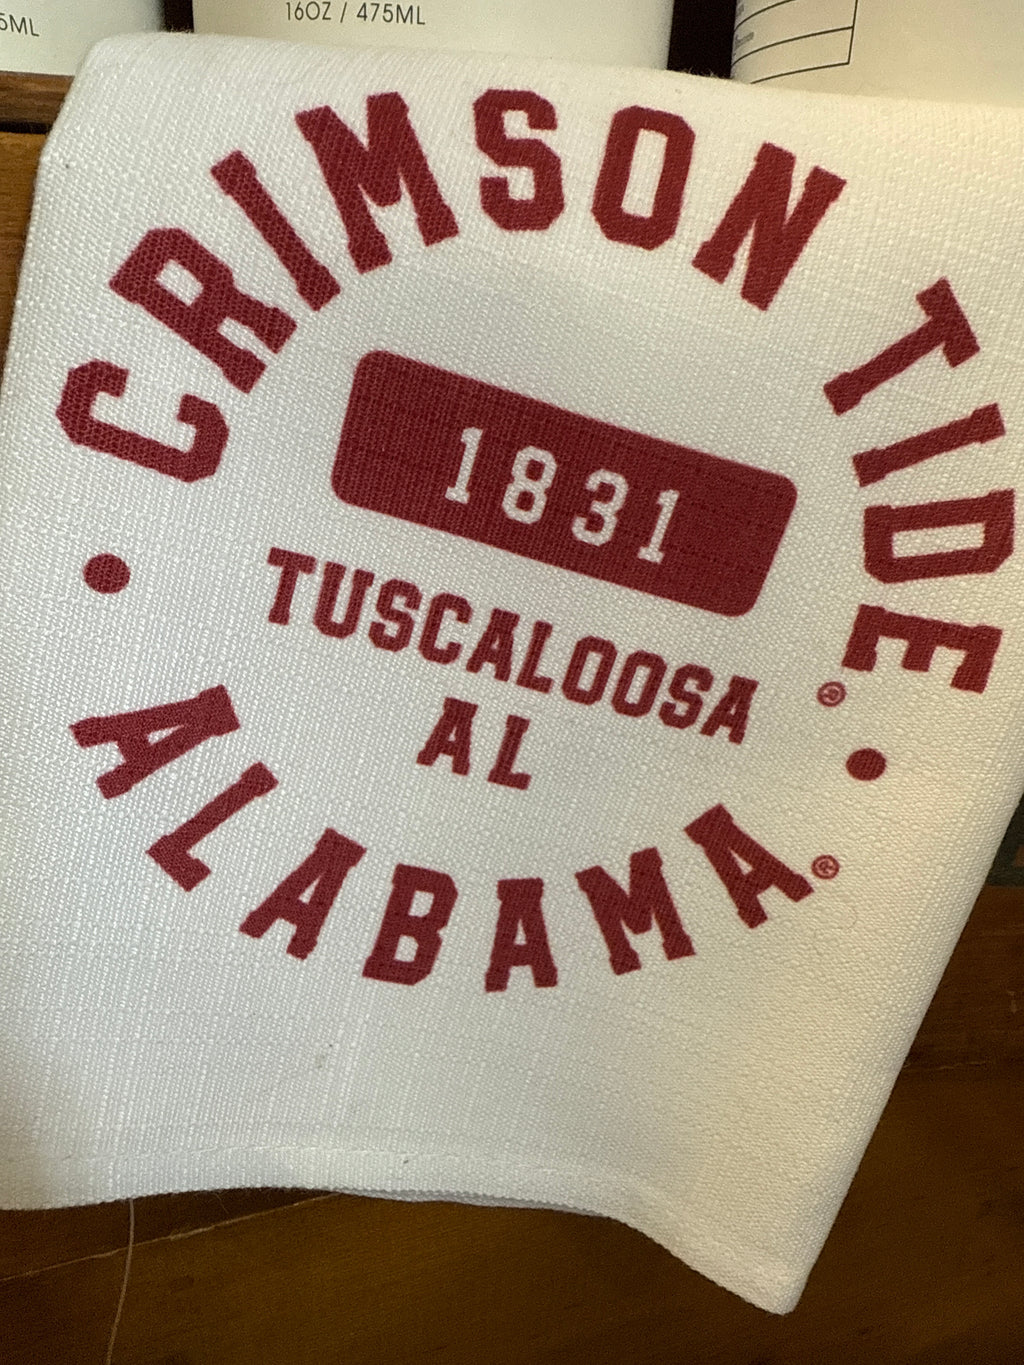 5ML
16OZ / 475ML
CRIMSON TIDE®
1831
TUSCALOOSA
AL
ALABAMA®